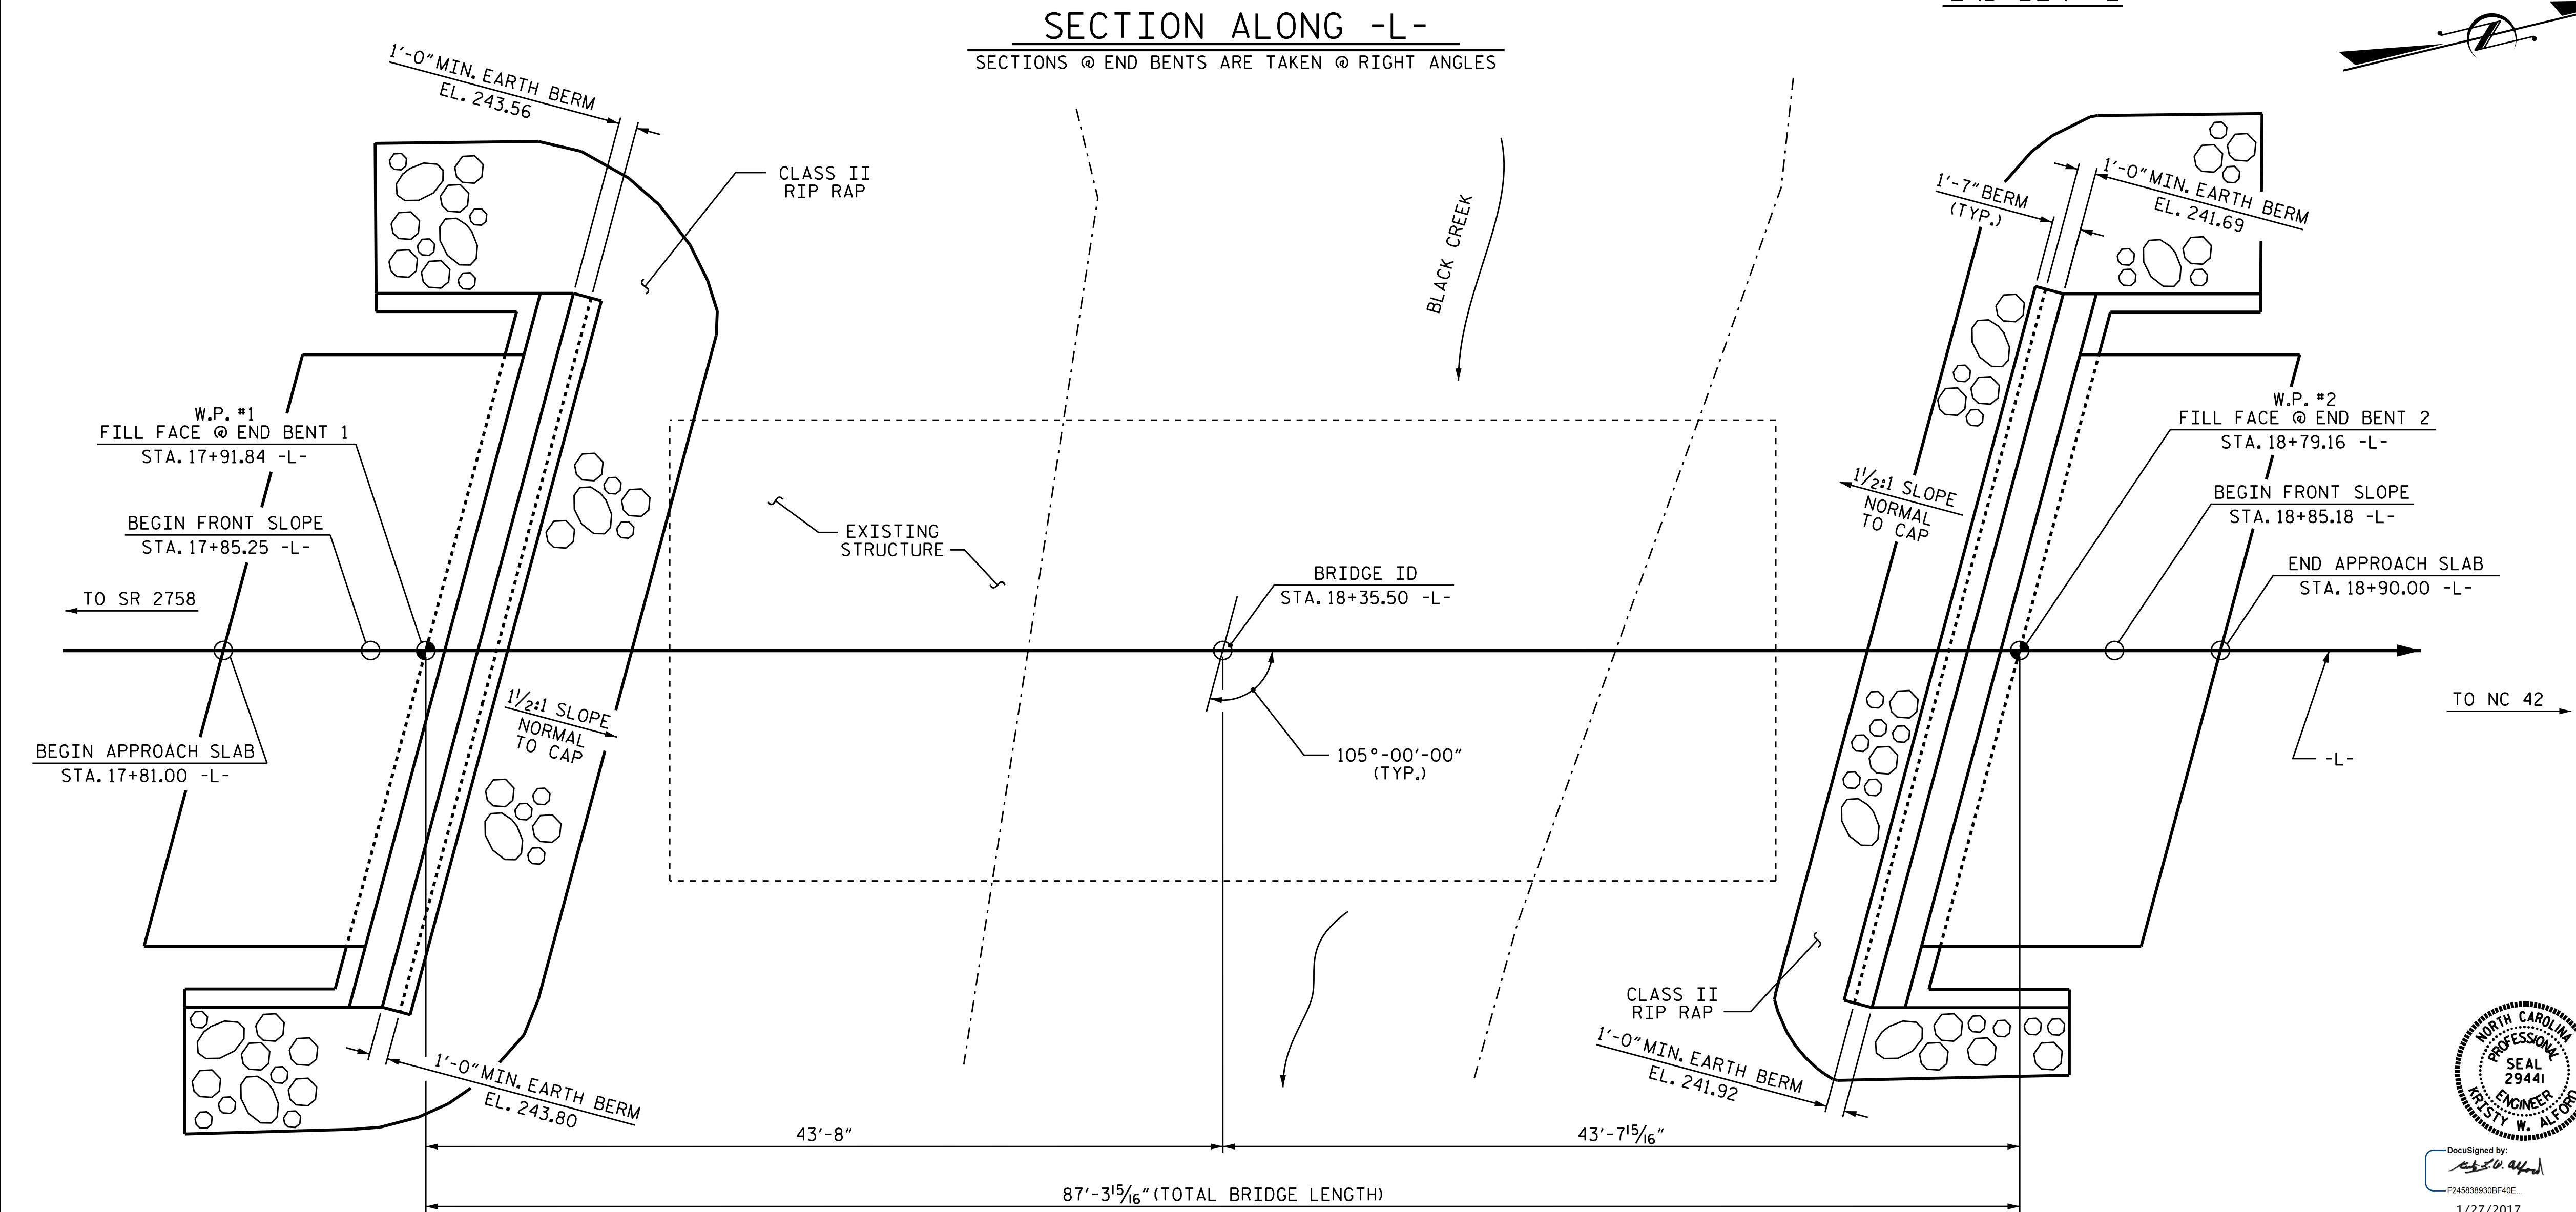 SECTION ALONG -L-
SECTIONS @ END BENTS ARE TAKEN @ RIGHT ANGLES
1'-0" MIN. EARTH BERM
EL. 243.56
CLASS II
RIP RAP
BLACK CREEK
1'-7" BERM
(TYP.)
1'-0" MIN. EARTH BERM
EL. 241.69
W.P. #1
FILL FACE @ END BENT 1
STA. 17+91.84 -L-
BEGIN FRONT SLOPE
STA. 17+85.25 -L-
TO SR 2758
BEGIN APPROACH SLAB
STA. 17+81.00 -L-
1½:1 SLOPE
NORMAL
TO CAP
EXISTING
STRUCTURE
BRIDGE ID
STA. 18+35.50 -L-
105°-00'-00"
(TYP.)
1½:1 SLOPE
NORMAL
TO CAP
W.P. #2
FILL FACE @ END BENT 2
STA. 18+79.16 -L-
BEGIN FRONT SLOPE
STA. 18+85.18 -L-
END APPROACH SLAB
STA. 18+90.00 -L-
TO NC 42
-L-
CLASS II
RIP RAP
1'-0" MIN. EARTH BERM
EL. 243.80
1'-0" MIN. EARTH BERM
EL. 241.92
43'-8"
43'-7 15/16"
87'-3 15/16" (TOTAL BRIDGE LENGTH)
NORTH CAROLINA
PROFESSIONAL
SEAL
29441
ENGINEER
KRISTY W. ALFORD
DocuSigned by:
F245838930BF40E...
1/27/2017